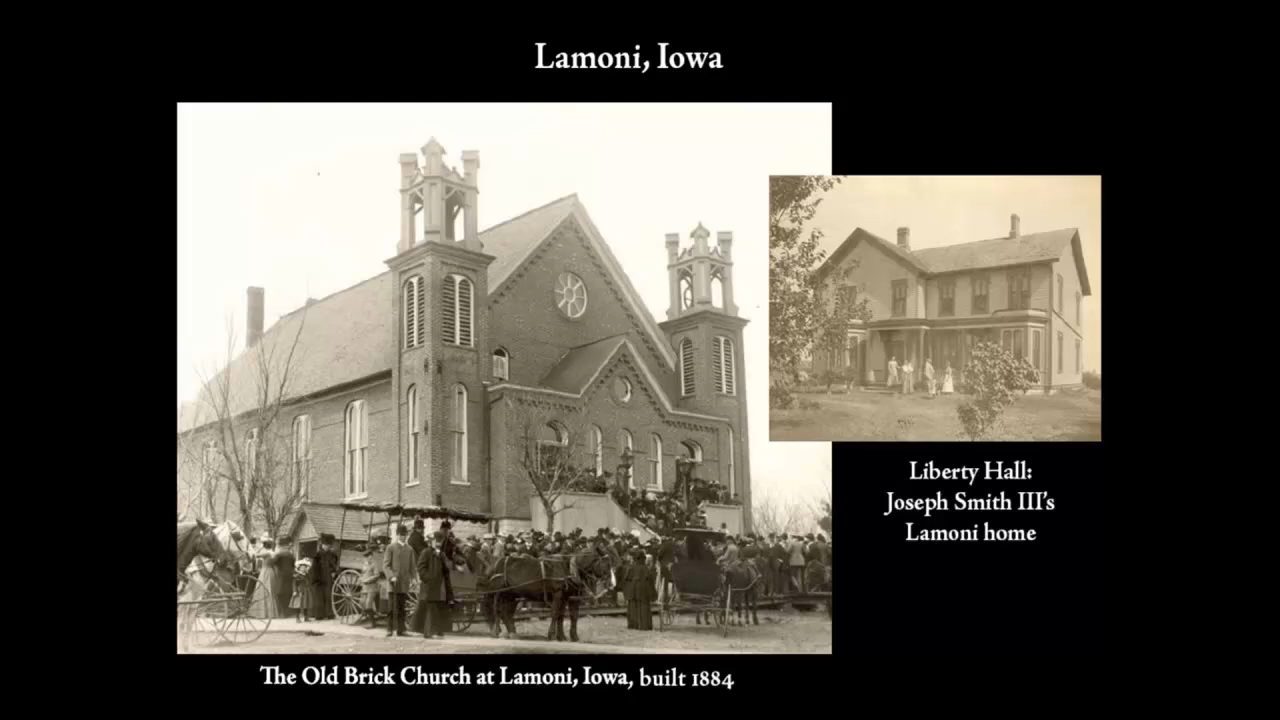 Lamoni, Iowa
Liberty Hall:
Joseph Smith III's
Lamoni home
The Old Brick Church at Lamoni, Iowa, built 1884